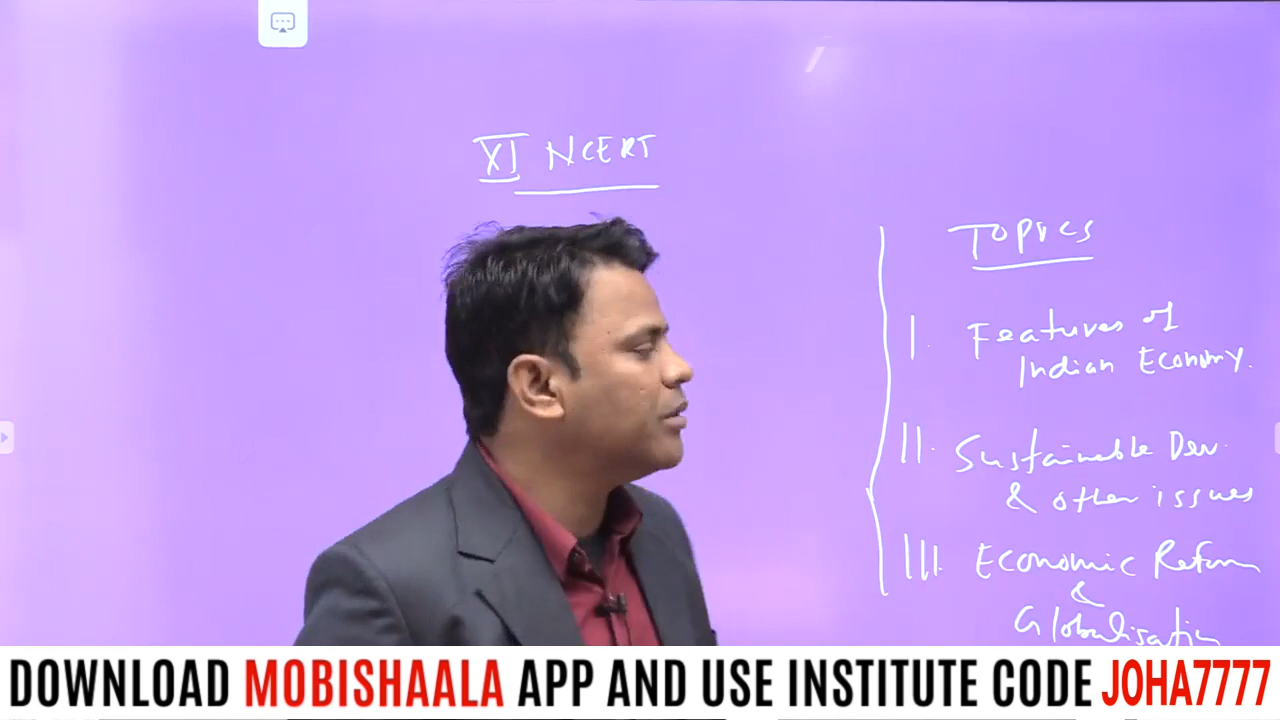 XI NCERT
Topics
I. Features of
Indian Economy.
II. Sustainable Dev.
& other issues
III. Economic Reform
&
Globalisation
DOWNLOAD MOBISHAALA APP AND USE INSTITUTE CODE JOHA7777